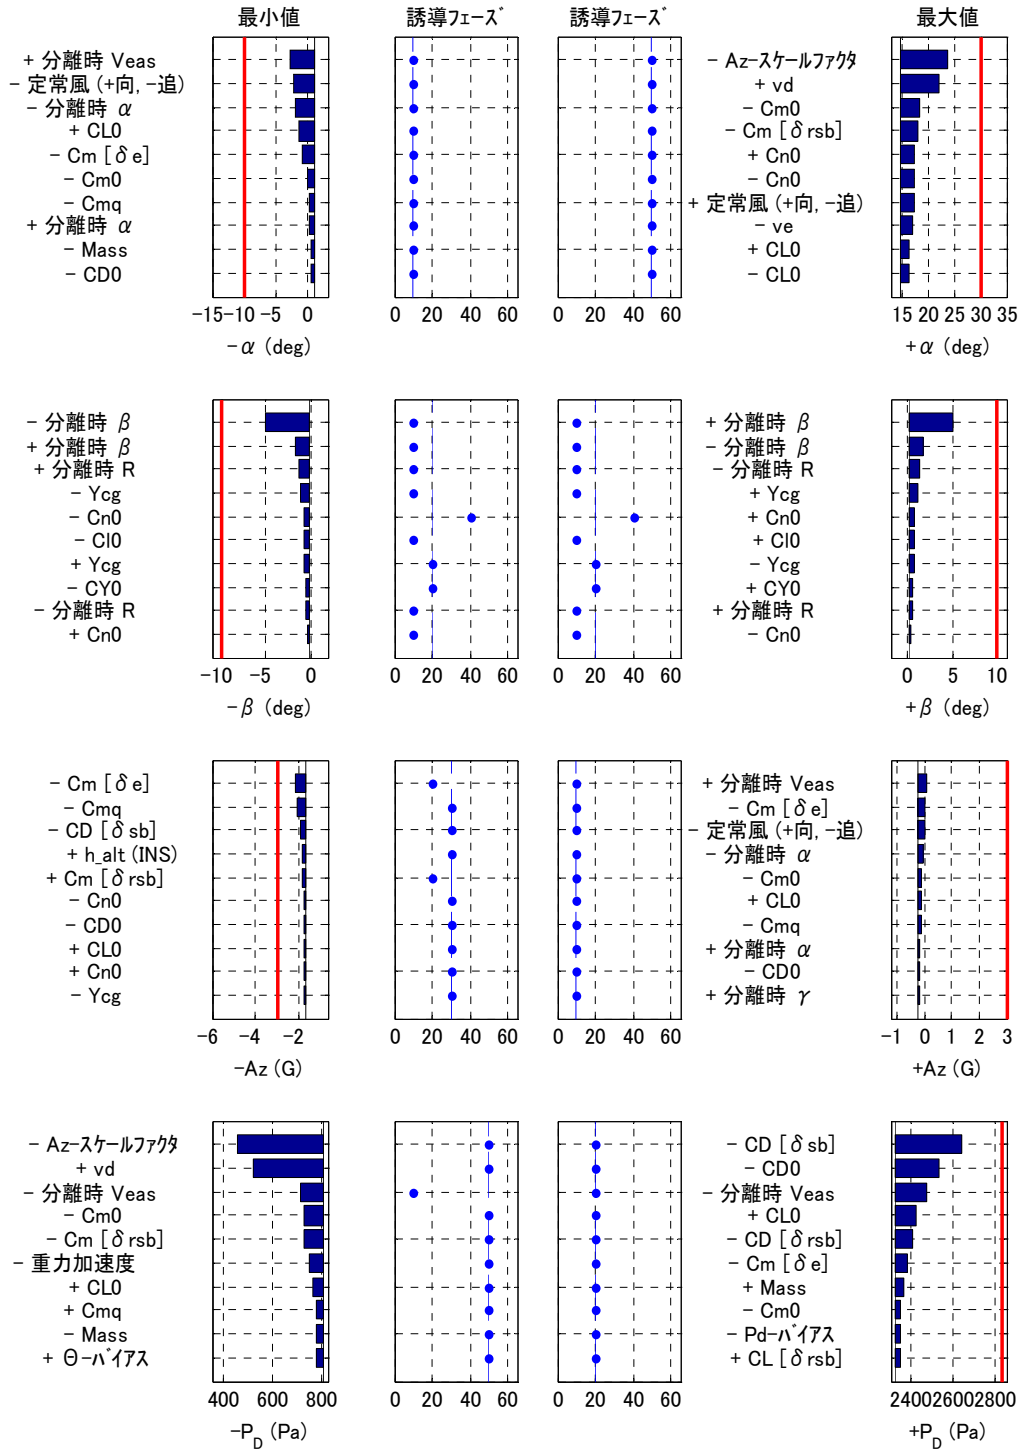 最小値 誘導フェーズ 誘導フェーズ 最大値
+ 分離時 Veas
- 定常風 (+向, -追)
- 分離時 α
+ CL0
- Cm [δe]
- Cm0
- Cmq
+ 分離時 α
- Mass
- CD0
- Az-スケールファクタ
+ vd
- Cm0
- Cm [δrsb]
+ Cn0
- Cn0
+ 定常風 (+向, -追)
- ve
+ CL0
- CL0
-15 -10 -5 0 0 20 40 60 0 20 40 60 15 20 25 30 35
-α (deg) +α (deg)
- 分離時 β
+ 分離時 β
+ 分離時 R
- Ycg
- Cn0
- Cl0
+ Ycg
- CY0
- 分離時 R
+ Cn0
+ 分離時 β
- 分離時 β
- 分離時 R
+ Ycg
+ Cn0
+ Cl0
- Ycg
+ CY0
+ 分離時 R
- Cn0
-10 -5 0 0 20 40 60 0 20 40 60 0 5 10
-β (deg) +β (deg)
- Cm [δe]
- Cmq
- CD [δsb]
+ h_alt (INS)
+ Cm [δrsb]
- Cn0
- CD0
+ CL0
+ Cn0
- Ycg
+ 分離時 Veas
- Cm [δe]
- 定常風 (+向, -追)
- 分離時 α
- Cm0
+ CL0
- Cmq
+ 分離時 α
- CD0
+ 分離時 γ
-6 -4 -2 0 20 40 60 0 20 40 60 -1 0 1 2 3
-Az (G) +Az (G)
- Az-スケールファクタ
+ vd
- 分離時 Veas
- Cm0
- Cm [δrsb]
- 重力加速度
+ CL0
+ Cmq
- Mass
+ Θ-バイアス
- CD [δsb]
- CD0
- 分離時 Veas
+ CL0
- CD [δrsb]
- Cm [δe]
+ Mass
- Cm0
- Pd-バイアス
+ CL [δrsb]
400 600 800 0 20 40 60 0 20 40 60 2400 2600 2800
-P_D (Pa) +P_D (Pa)